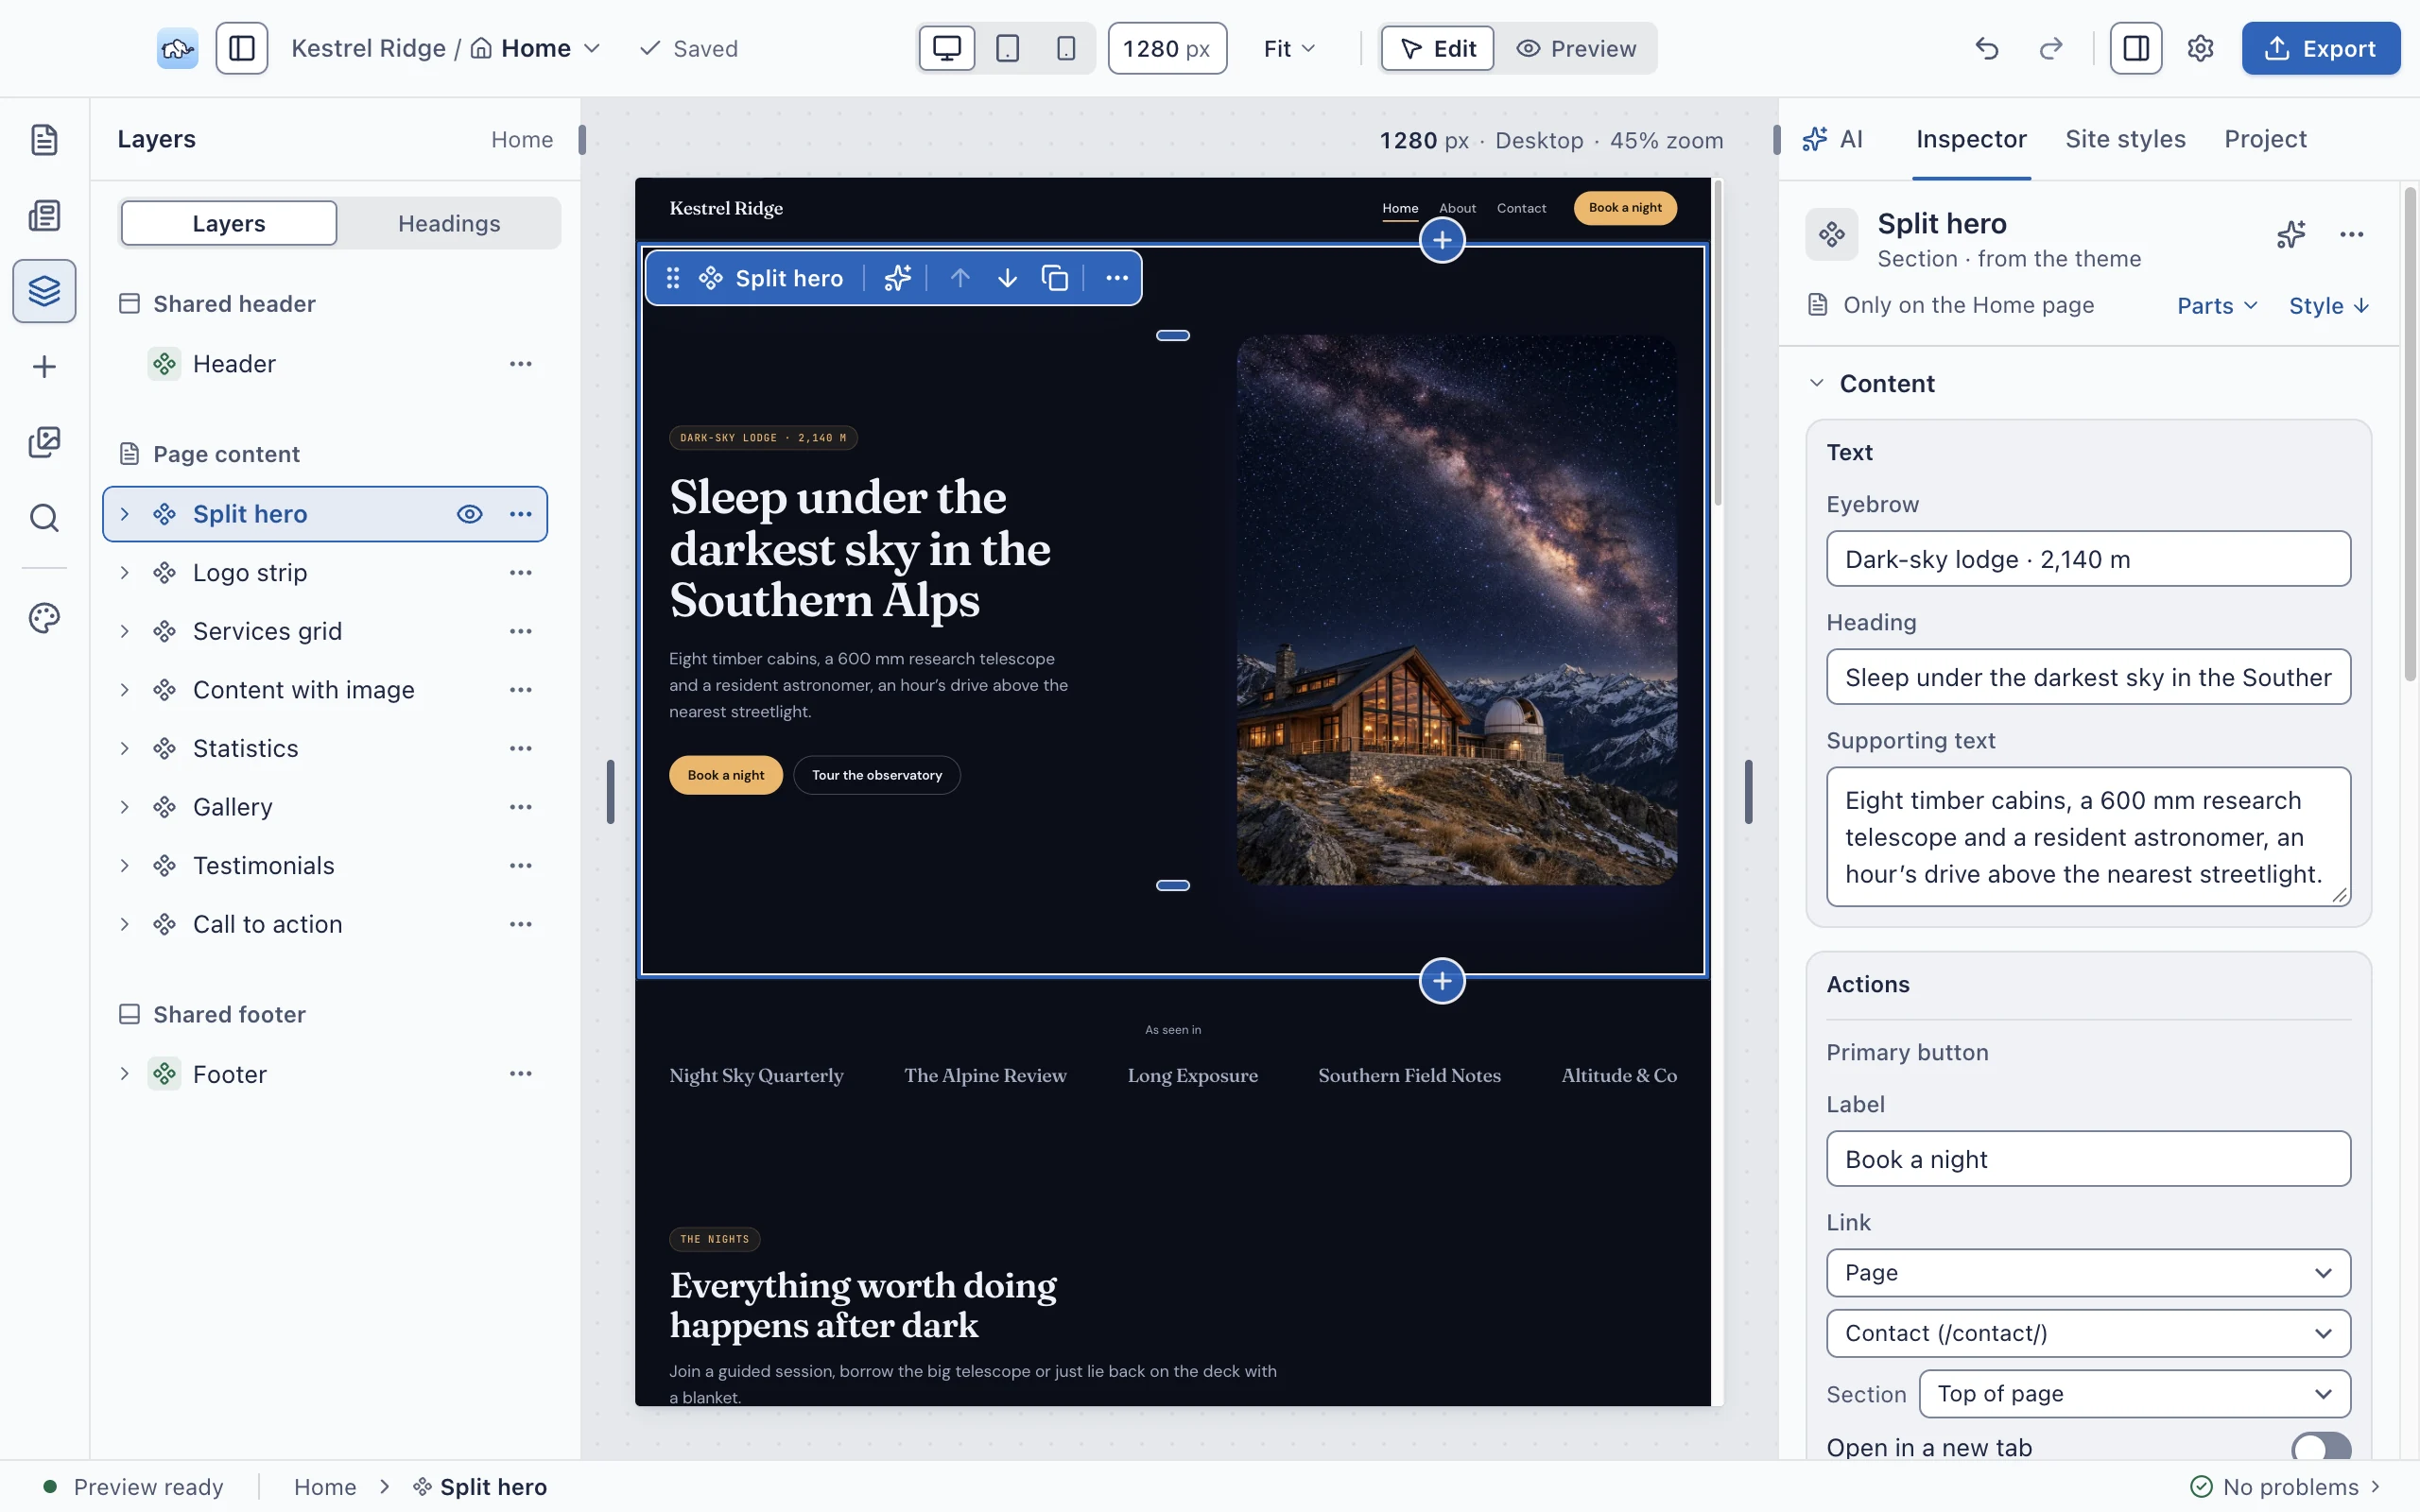 Kestrel Ridge / Home
Saved
1280 px
Fit
Edit
Preview
Export
Layers
Home
Layers
Headings
Shared header
Header
Page content
Split hero
Logo strip
Services grid
Content with image
Statistics
Gallery
Testimonials
Call to action
Shared footer
Footer
1280 px · Desktop · 45% zoom
Kestrel Ridge
Home
About
Contact
Book a night
Split hero
DARK-SKY LODGE · 2,140 M
Sleep under the
darkest sky in the
Southern Alps
Eight timber cabins, a 600 mm research telescope
and a resident astronomer, an hour’s drive above the
nearest streetlight.
Book a night
Tour the observatory
As seen in
Night Sky Quarterly
The Alpine Review
Long Exposure
Southern Field Notes
Altitude & Co
THE NIGHTS
Everything worth doing
happens after dark
Join a guided session, borrow the big telescope or just lie back on the deck with
a blanket.
AI
Inspector
Site styles
Project
Split hero
Section · from the theme
Only on the Home page
Parts
Style
Content
Text
Eyebrow
Dark-sky lodge · 2,140 m
Heading
Sleep under the darkest sky in the Souther
Supporting text
Eight timber cabins, a 600 mm research
telescope and a resident astronomer, an
hour’s drive above the nearest streetlight.
Actions
Primary button
Label
Book a night
Link
Page
Contact (/contact/)
Section
Top of page
Open in a new tab
Preview ready
Home
Split hero
No problems